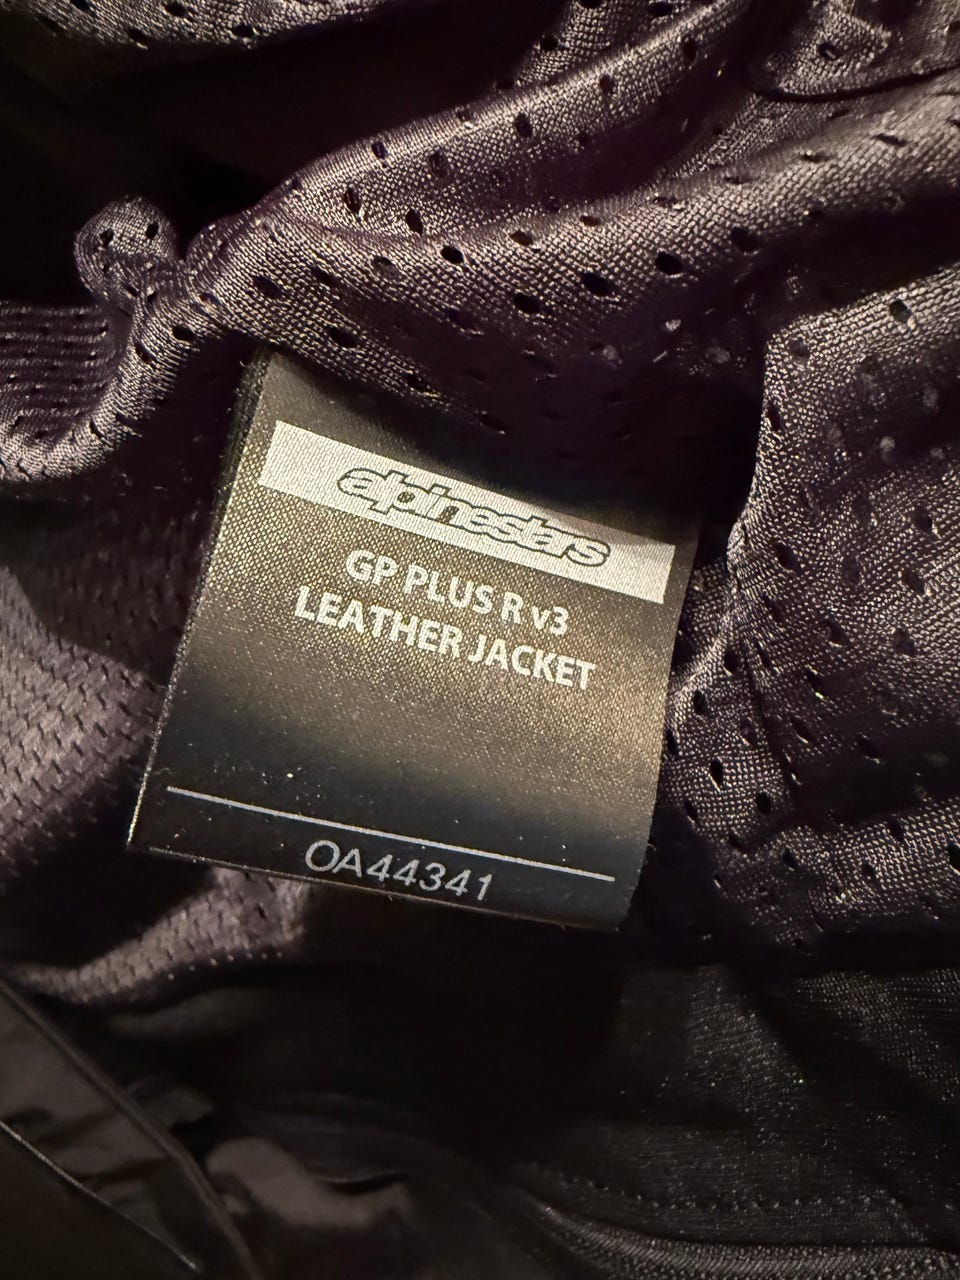 alpinestars
GP PLUS R v3
LEATHER JACKET
OA44341